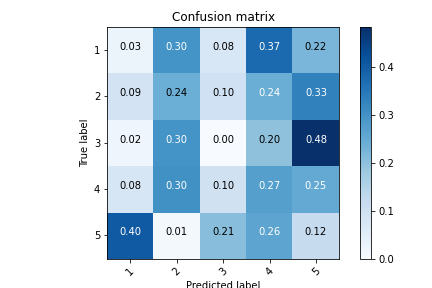 Confusion matrix
1 0.03 0.30 0.08 0.37 0.22
2 0.09 0.24 0.10 0.24 0.33
3 0.02 0.30 0.00 0.20 0.48
4 0.08 0.30 0.10 0.27 0.25
5 0.40 0.01 0.21 0.26 0.12
1 2 3 4 5
True label
Predicted label
0.4
0.3
0.2
0.1
0.0